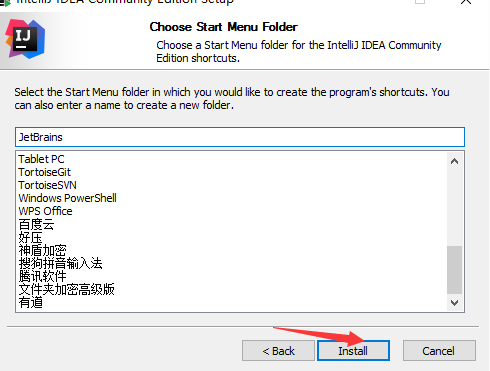 IntelliJ IDEA Community Edition Setup
IJ
Choose Start Menu Folder
Choose a Start Menu folder for the IntelliJ IDEA Community
Edition shortcuts.
Select the Start Menu folder in which you would like to create the program's shortcuts. You
can also enter a name to create a new folder.
JetBrains
Tablet PC
TortoiseGit
TortoiseSVN
Windows PowerShell
WPS Office
百度云
好压
神盾加密
搜狗拼音输入法
腾讯软件
文件夹加密高级版
有道
< Back
Install
Cancel